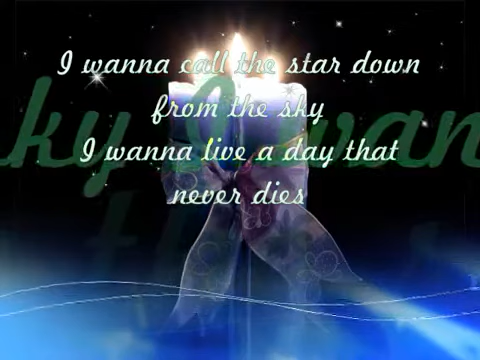 I wanna call the star down
from the sky
I wanna live a day that
never dies